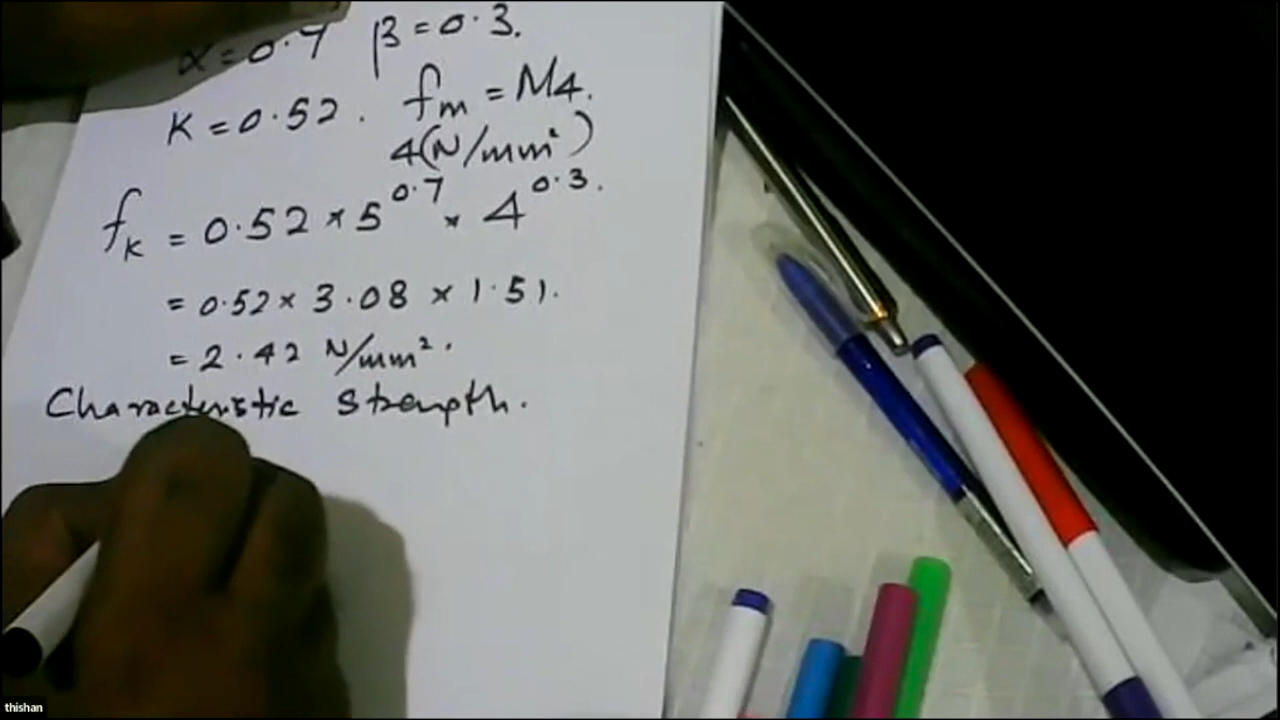 α = 0.7 β = 0.3.
K = 0.52. fm = M4.
4(N/mm²)
fK = 0.52 × 5^0.7 × 4^0.3.
= 0.52 × 3.08 × 1.51.
= 2.42 N/mm².
Characteristic strength.
thishan